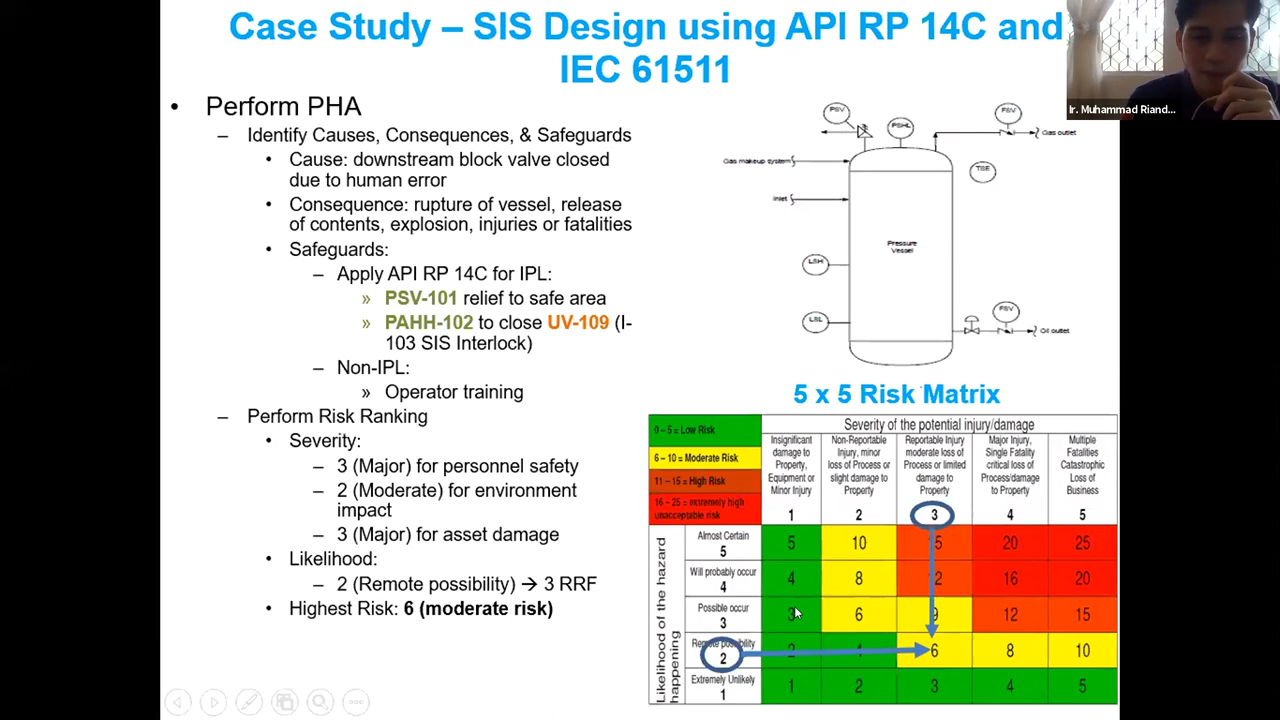 Case Study – SIS Design using API RP 14C and
IEC 61511
Ir. Muhammad Riand...
• Perform PHA
– Identify Causes, Consequences, & Safeguards
• Cause: downstream block valve closed
due to human error
• Consequence: rupture of vessel, release
of contents, explosion, injuries or fatalities
• Safeguards:
– Apply API RP 14C for IPL:
» PSV-101 relief to safe area
» PAHH-102 to close UV-109 (I-
103 SIS Interlock)
– Non-IPL:
» Operator training
– Perform Risk Ranking
• Severity:
– 3 (Major) for personnel safety
– 2 (Moderate) for environment
impact
– 3 (Major) for asset damage
• Likelihood:
– 2 (Remote possibility) → 3 RRF
• Highest Risk: 6 (moderate risk)
PSV
PSHL
FSV
Gas outlet
Gas makeup system
TSE
Inlet
Pressure
Vessel
LSH
LSL
FSV
Oil outlet
5 x 5 Risk Matrix
0 – 5 = Low Risk
6 – 10 = Moderate Risk
11 – 15 = High Risk
16 – 25 = extremely high
unacceptable risk
Severity of the potential injury/damage
Insignificant
damage to
Property,
Equipment or
Minor Injury
1
Non-Reportable
Injury, minor
loss of Process or
slight damage to
Property
2
Reportable Injury
moderate loss of
Process or limited
damage to
Property
3
Major Injury,
Single Fatality
critical loss of
Process/damage
to Property
4
Multiple
Fatalities
Catastrophic
Loss of
Business
5
Likelihood of the hazard
happening
Almost Certain
5
5 10 15 20 25
Will probably occur
4
4 8 12 16 20
Possible occur
3
3 6 9 12 15
Remote possibility
2
2 4 6 8 10
Extremely Unlikely
1
1 2 3 4 5